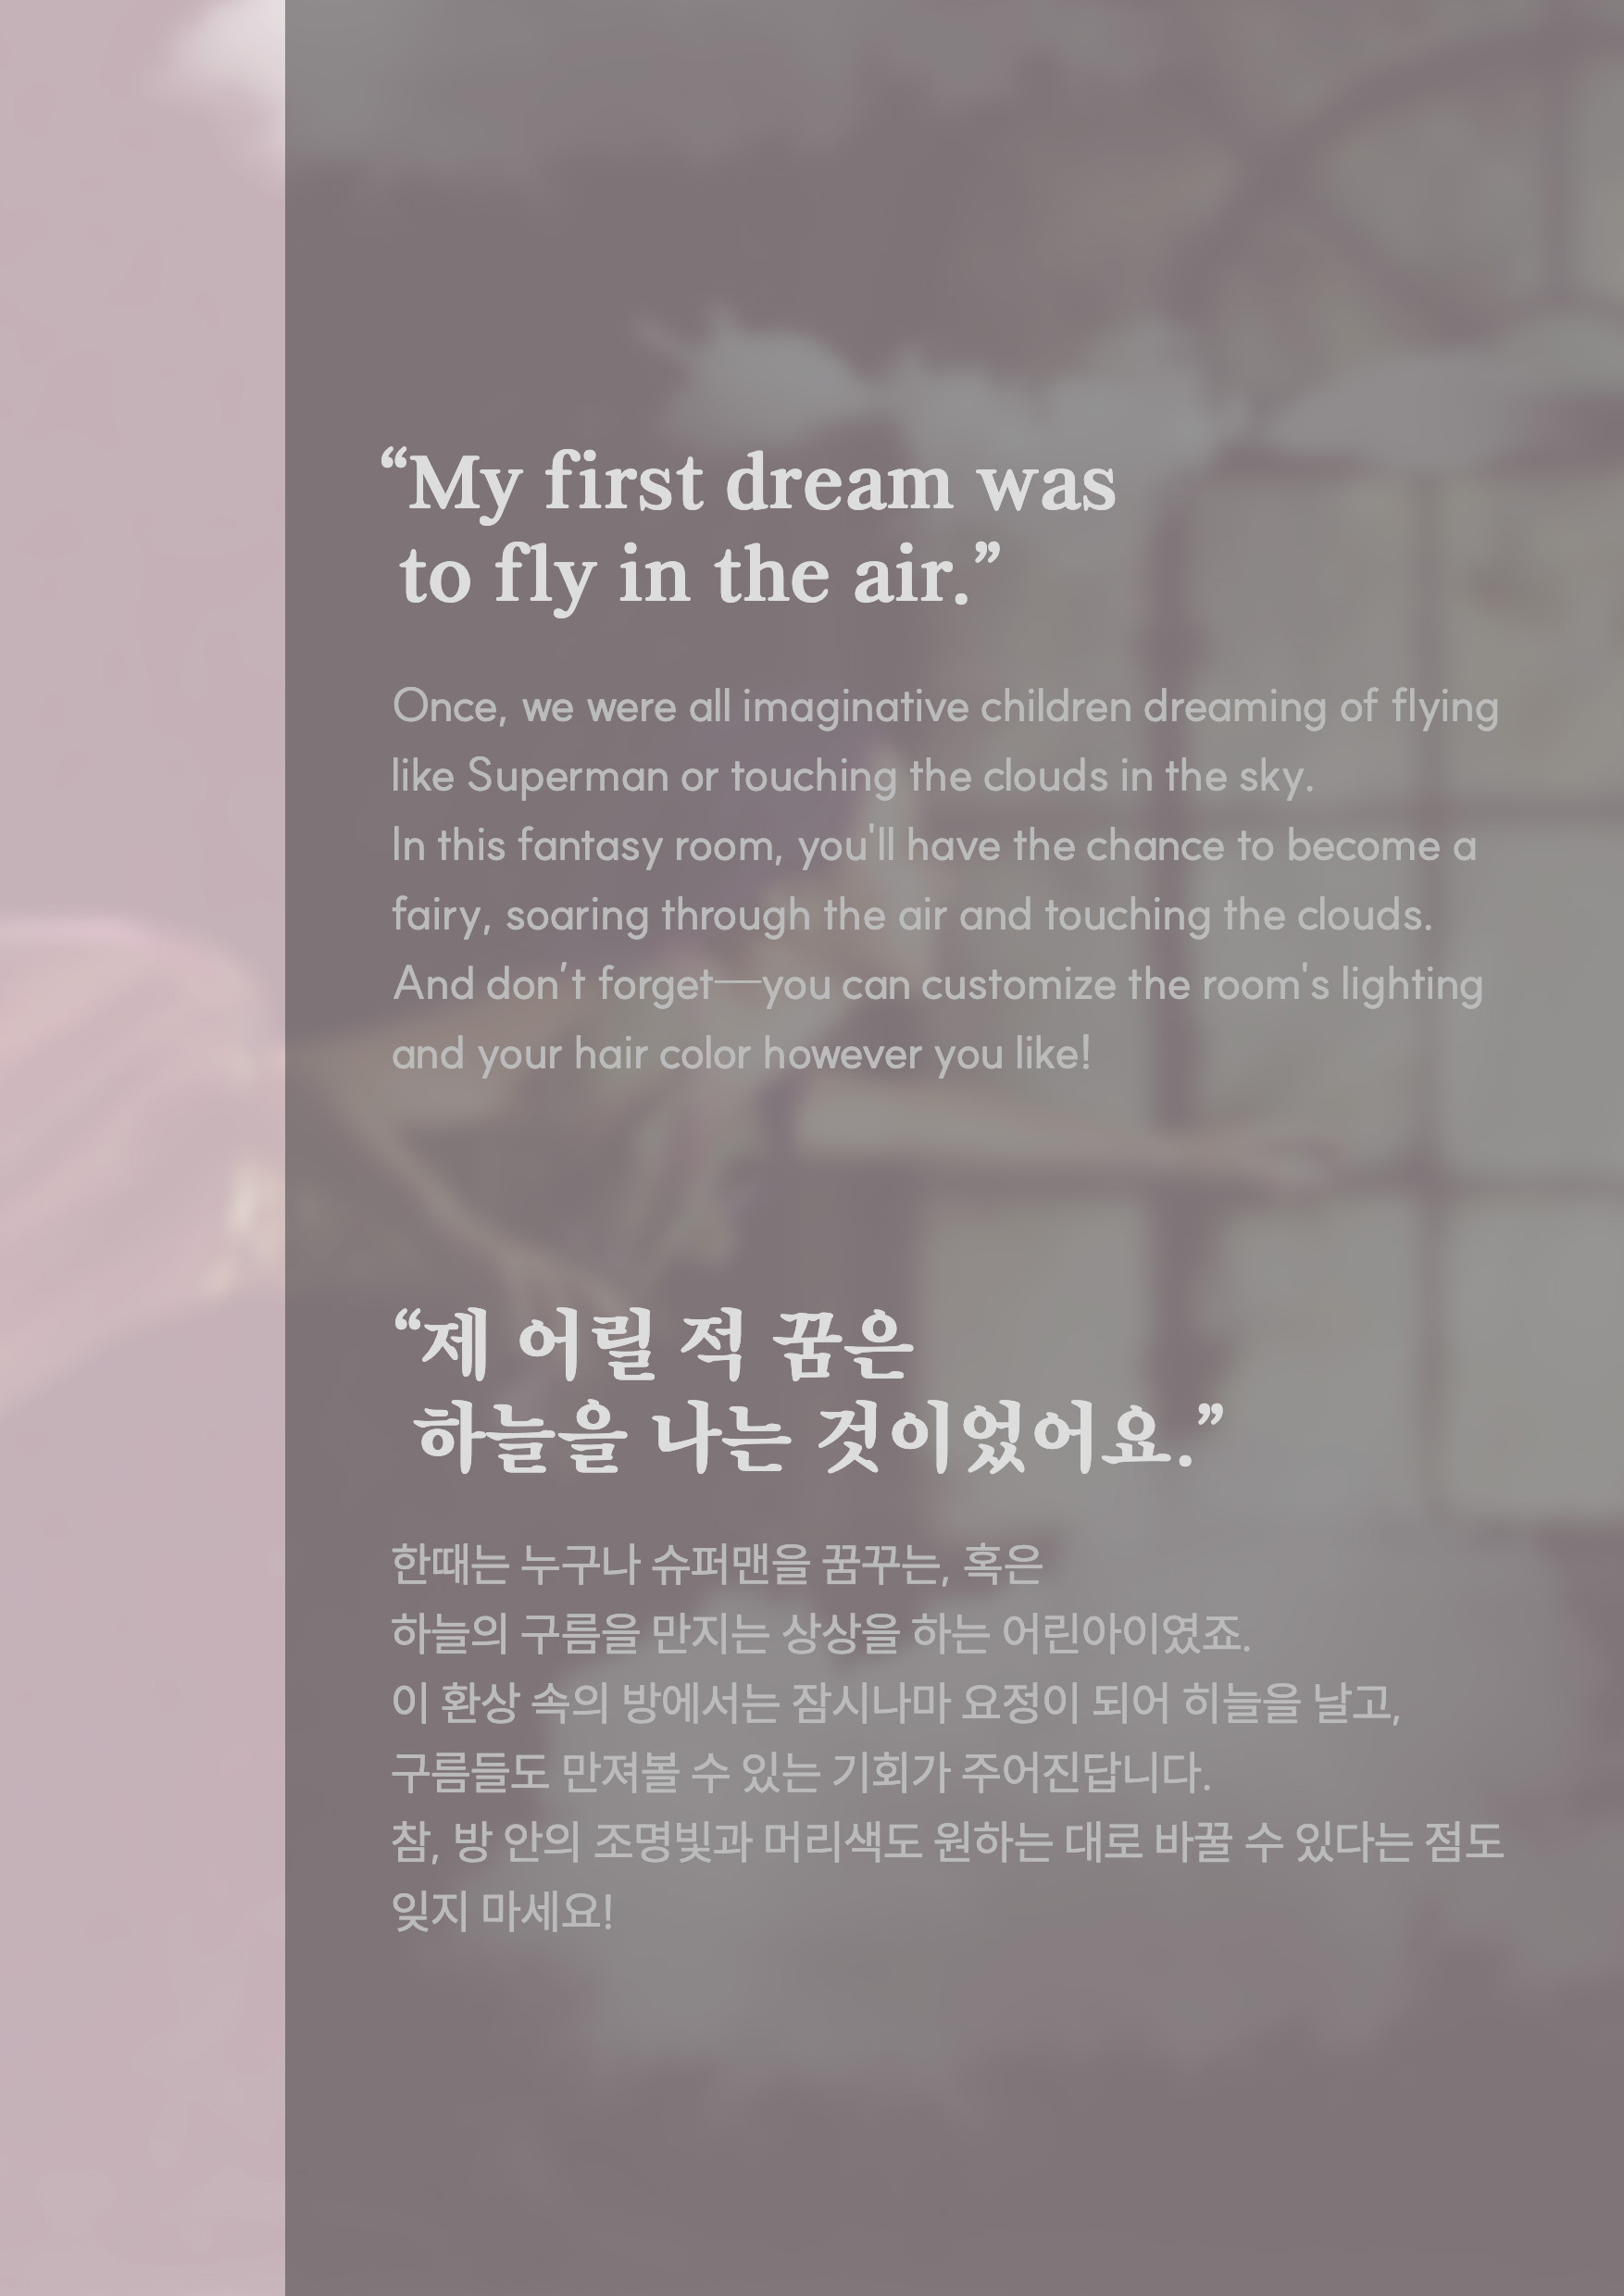 “My first dream was
to fly in the air.”
Once, we were all imaginative children dreaming of flying
like Superman or touching the clouds in the sky.
In this fantasy room, you'll have the chance to become a
fairy, soaring through the air and touching the clouds.
And don’t forget—you can customize the room's lighting
and your hair color however you like!
“제 어릴 적 꿈은
하늘을 나는 것이었어요.”
한때는 누구나 슈퍼맨을 꿈꾸는, 혹은
하늘의 구름을 만지는 상상을 하는 어린아이였죠.
이 환상 속의 방에서는 잠시나마 요정이 되어 히늘을 날고,
구름들도 만져볼 수 있는 기회가 주어진답니다.
참, 방 안의 조명빛과 머리색도 원하는 대로 바꿀 수 있다는 점도
잊지 마세요!